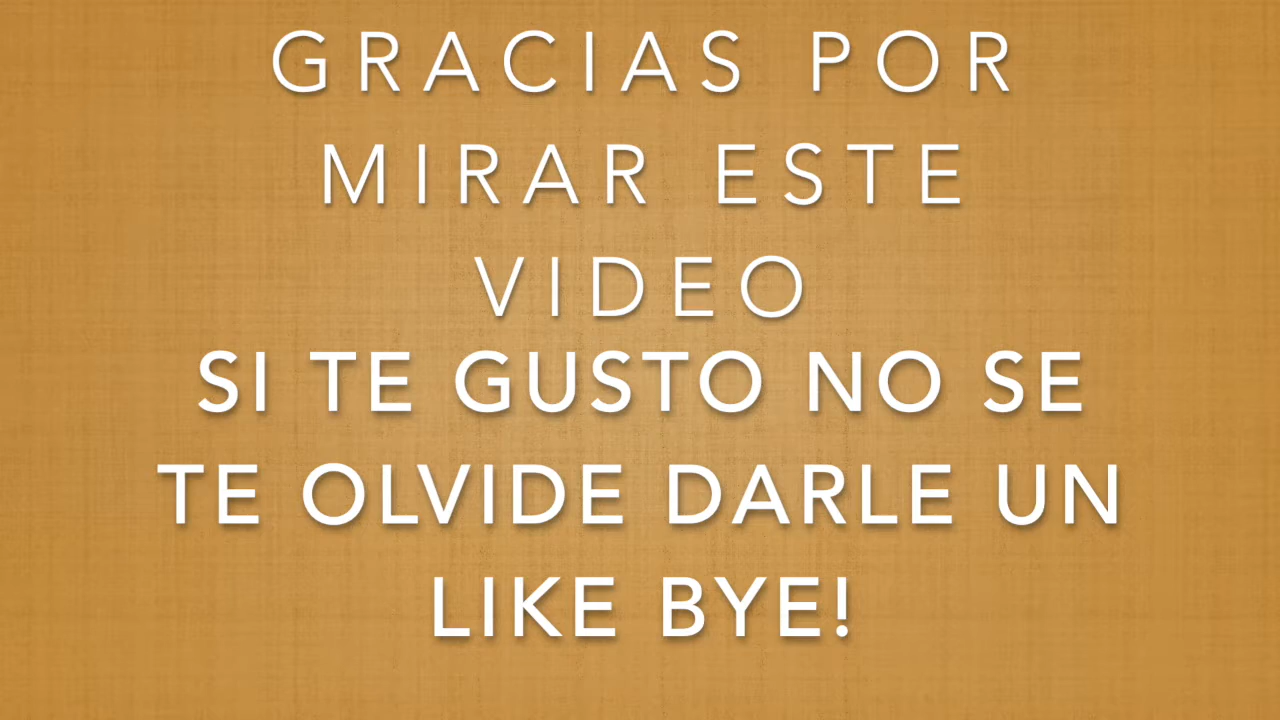 GRACIAS POR
MIRAR ESTE
VIDEO
SI TE GUSTO NO SE
TE OLVIDE DARLE UN
LIKE BYE!